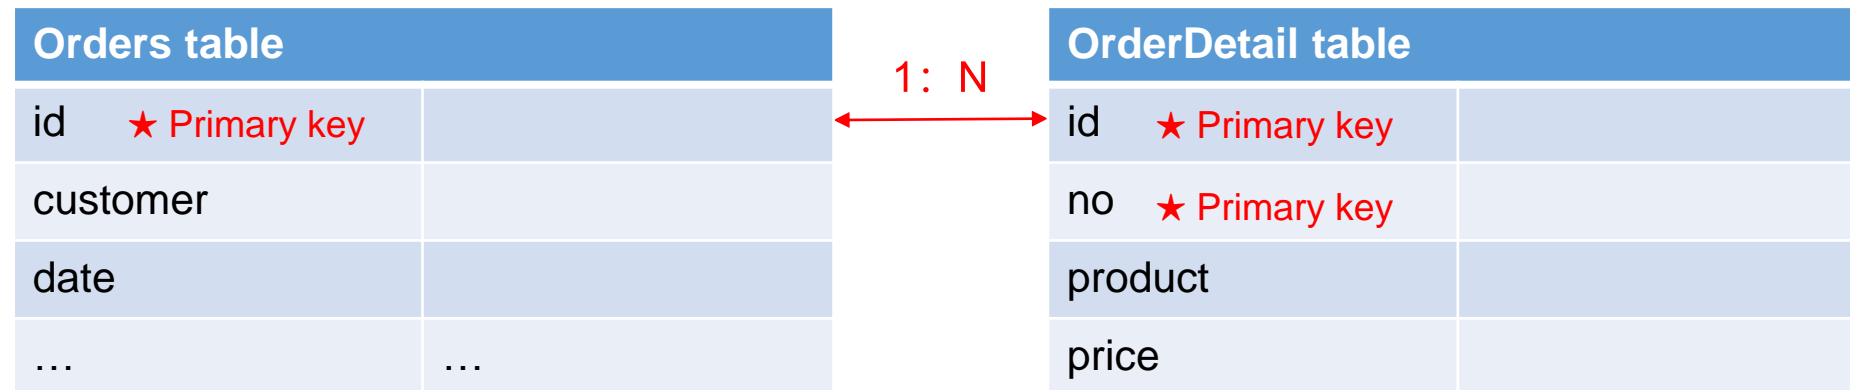 Orders table
id ★ Primary key
customer
date
… …
1: N
OrderDetail table
id ★ Primary key
no ★ Primary key
product
price